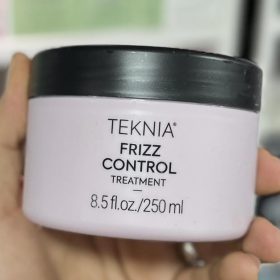 TEKNIA®
FRIZZ
CONTROL
TREATMENT
8.5 fl.oz./250 ml